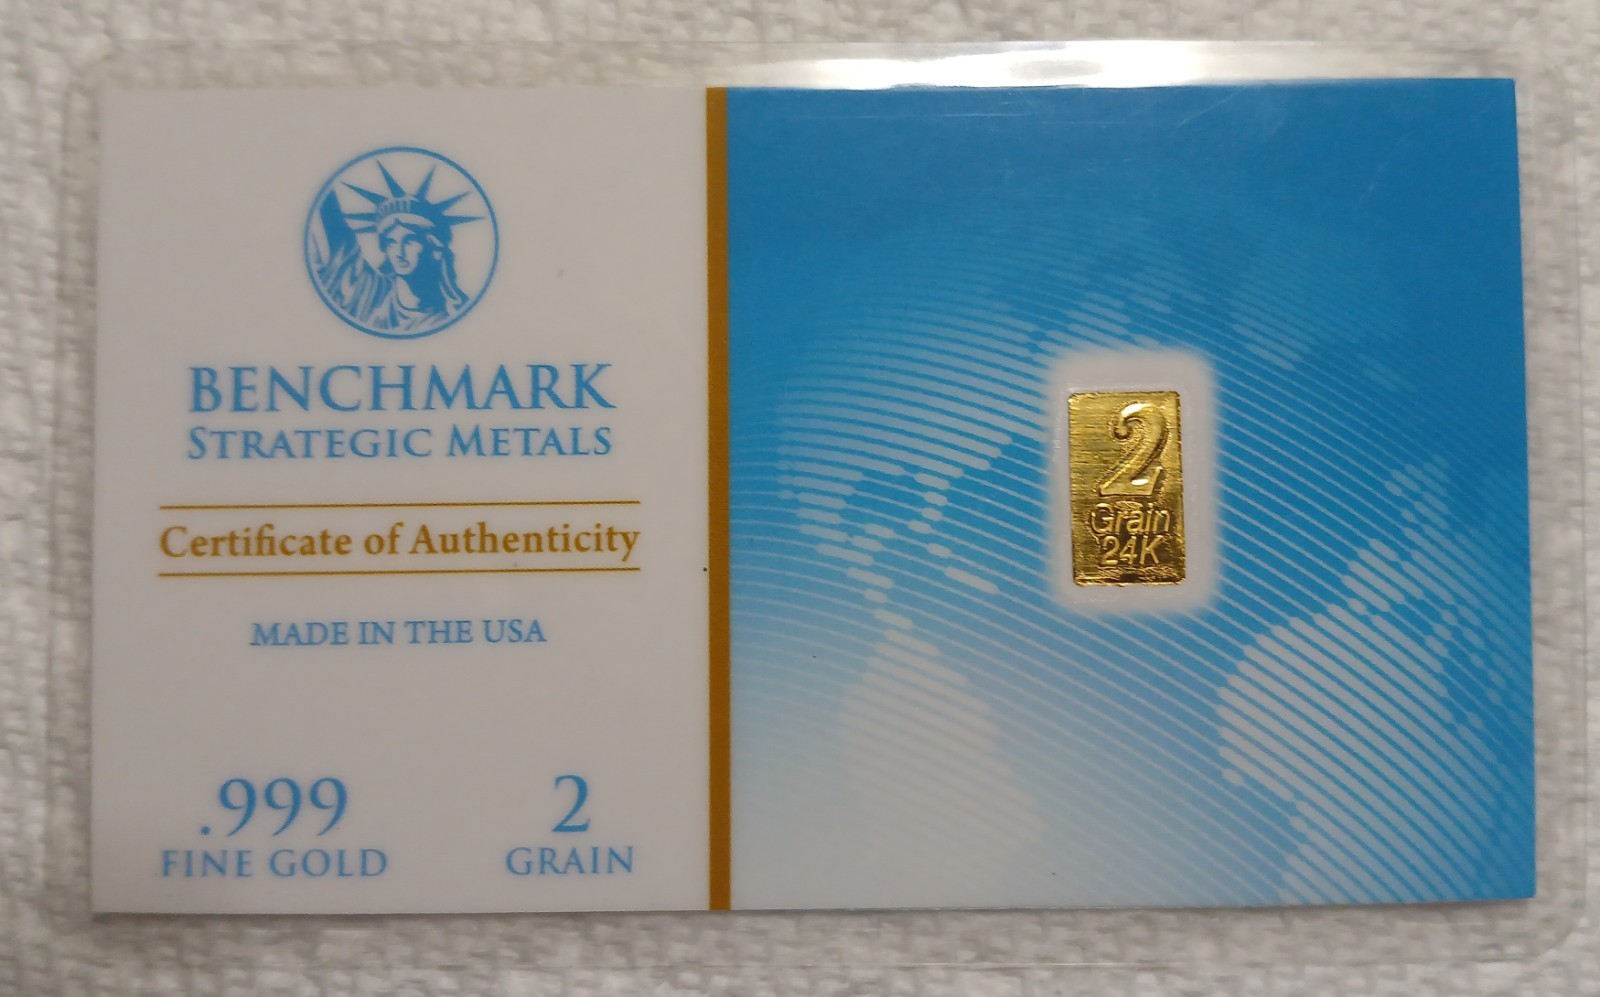 BENCHMARK
STRATEGIC METALS
Certificate of Authenticity
MADE IN THE USA
.999
FINE GOLD
2
GRAIN
2
Grain
24K